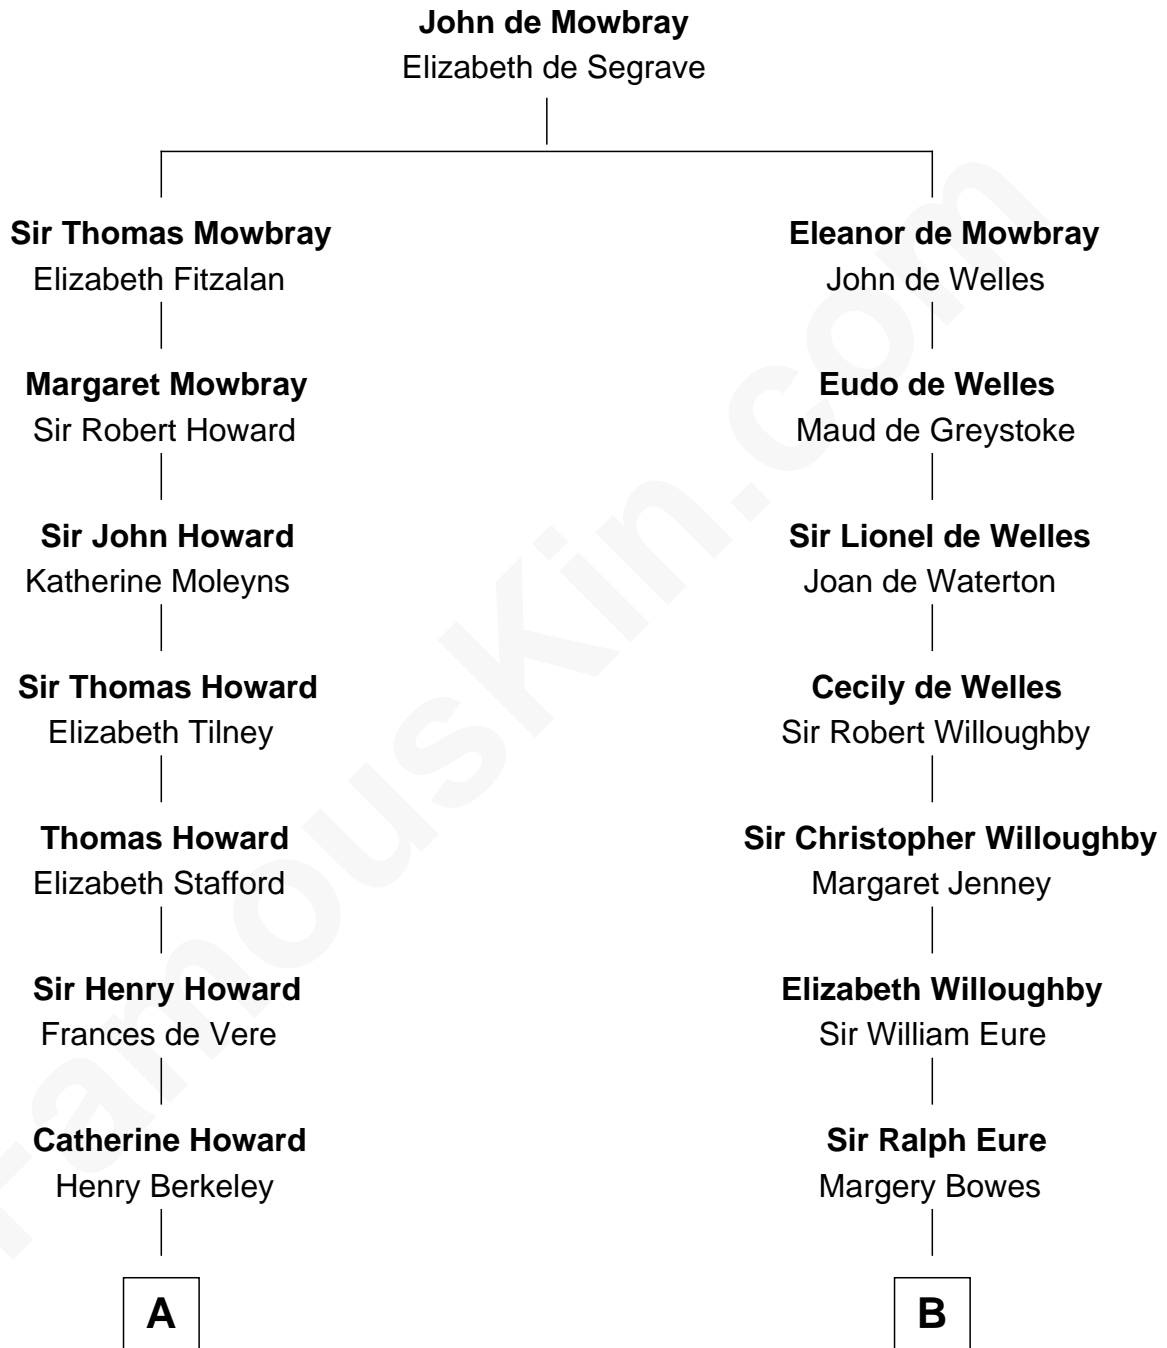 John de Mowbray
Elizabeth de Segrave
Sir Thomas Mowbray
Elizabeth Fitzalan
Eleanor de Mowbray
John de Welles
Margaret Mowbray
Sir Robert Howard
Eudo de Welles
Maud de Greystoke
Sir John Howard
Katherine Moleyns
Sir Lionel de Welles
Joan de Waterton
Sir Thomas Howard
Elizabeth Tilney
Cecily de Welles
Sir Robert Willoughby
Thomas Howard
Elizabeth Stafford
Sir Christopher Willoughby
Margaret Jenney
Sir Henry Howard
Frances de Vere
Elizabeth Willoughby
Sir William Eure
Catherine Howard
Henry Berkeley
Sir Ralph Eure
Margery Bowes
A
B
FamousKin.com